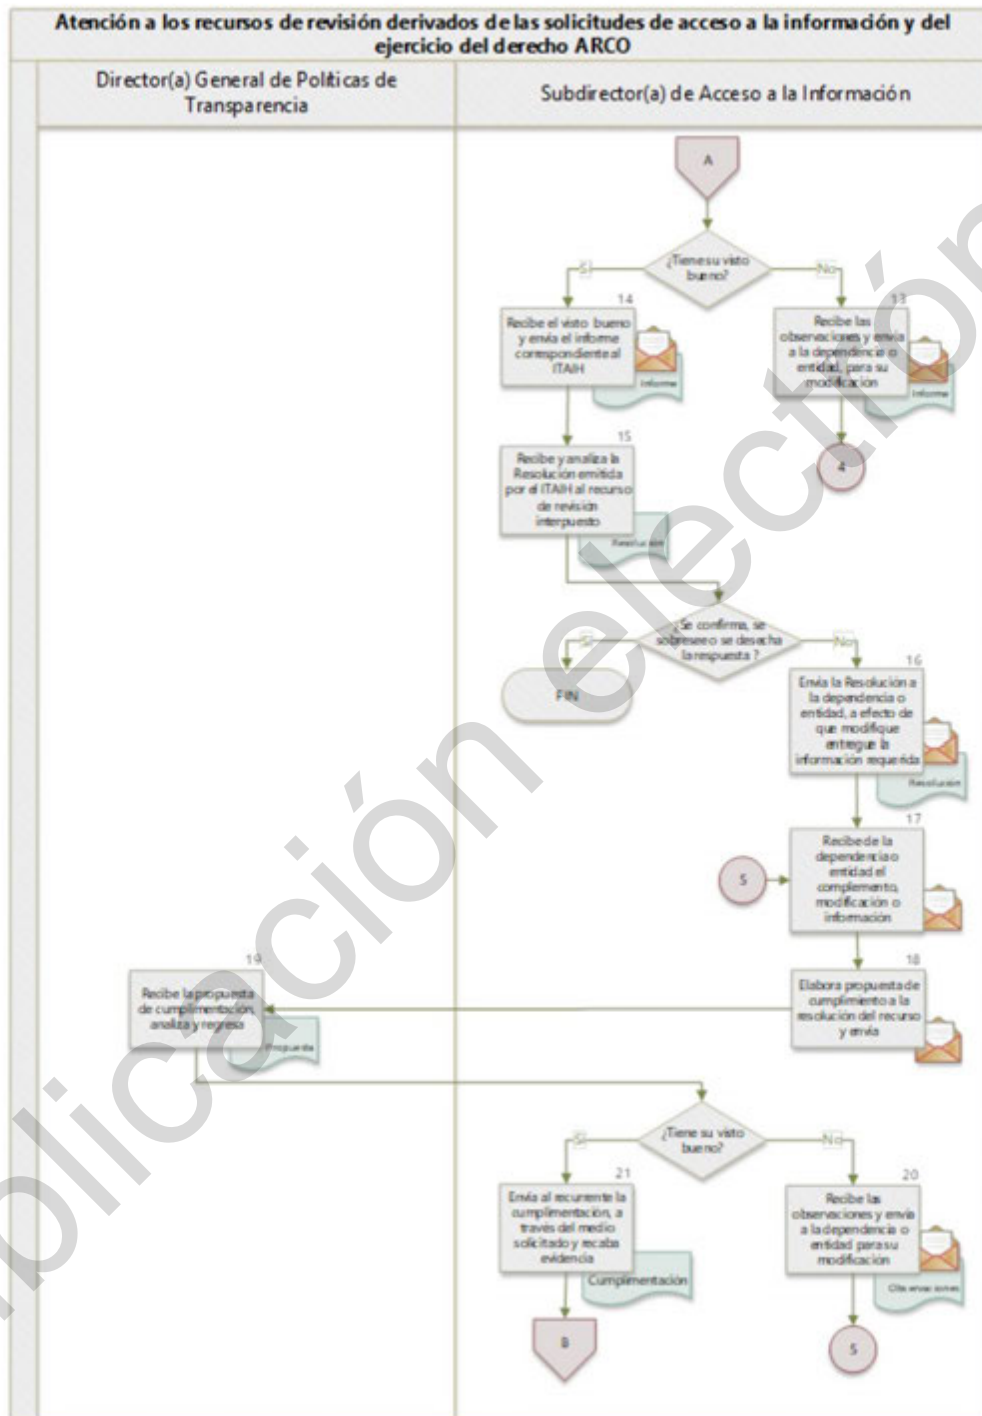 Atención a los recursos de revisión derivados de las solicitudes de acceso a la información y del
ejercicio del derecho ARCO
Director(a) General de Políticas de
Transparencia
Subdirector(a) de Acceso a la Información
A
¿Tiene su visto
bueno?
Si
No
14
Recibe el visto bueno
y envia el informe
correspondiente al
ITAIH
Informe
13
Recibe las
observaciones y envia
a la dependencia o
entidad, para su
modificación
Informe
4
15
Recibe y analiza la
Resolución emitida
por el ITAIH al recurso
de revisión
interpuesto
Resolución
¿Se confirma, se
sobresee o se desecha
la respuesta ?
Si
No
FIN
16
Envia la Resolución a
la dependencia o
entidad, a efecto de
que modifique
entregue la
información requerida
Resolución
17
Recibe de la
dependencia o
entidad el
complemento,
modificación o
información
5
18
Elabora propuesta de
cumplimiento a la
resolución del recurso
y envía
19
Recibe la propuesta
de cumplimentación,
analiza y regresa
Propuesta
¿Tiene su visto
bueno?
Si
No
21
Envía al recurrente la
cumplimentación, a
través del medio
solicitado y recaba
evidencia
Cumplimentación
B
20
Recibe las
observaciones y envia
a la dependencia o
entidad para su
modificación
Observaciones
5
plicación electrón